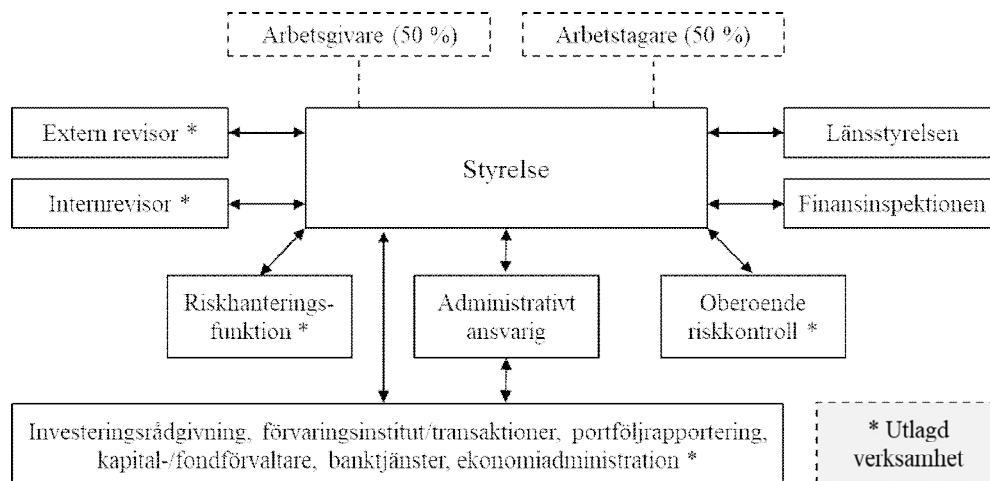 Arbetsgivare (50 %)
Arbetstagare (50 %)
Extern revisor *
Styrelse
Länsstyrelsen
Internrevisor *
Finansinspektionen
Riskhanterings-
funktion *
Administrativt
ansvarig
Oberoende
riskkontroll *
Investeringsrådgivning, förvaringsinstitut/transaktioner, portföljrapportering,
kapital-/fondförvaltare, banktjänster, ekonomiadministration *
* Utlagd
verksamhet